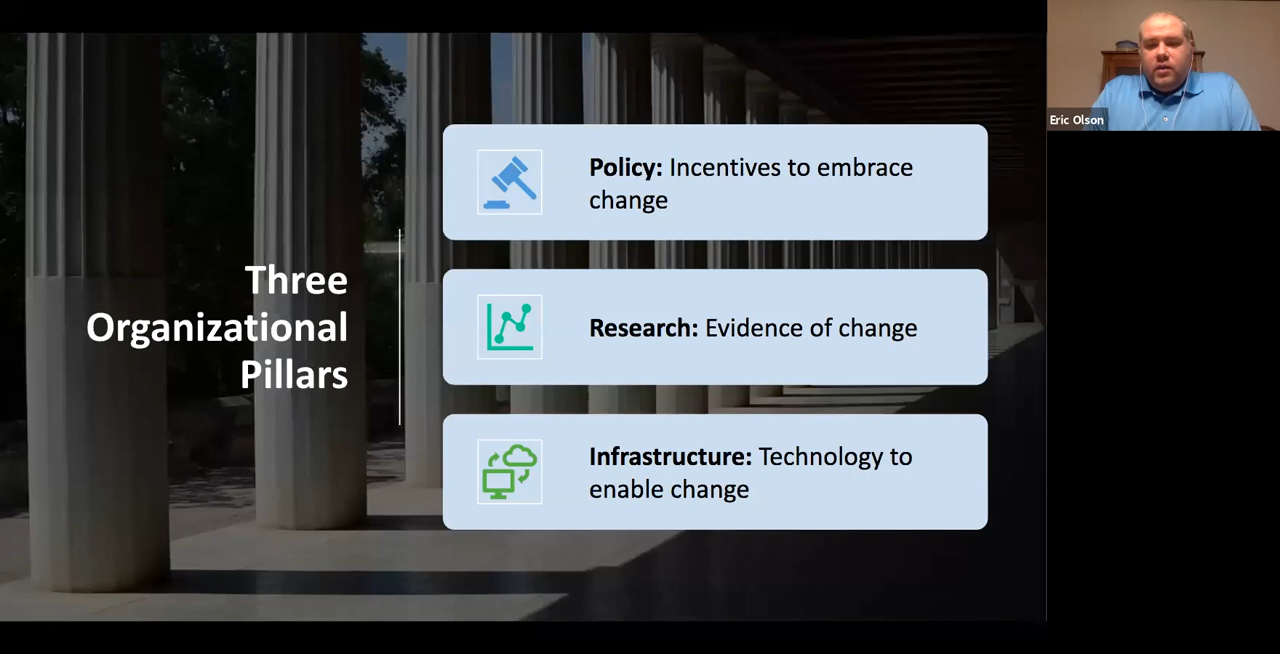 Three
Organizational
Pillars
Policy: Incentives to embrace
change
Research: Evidence of change
Infrastructure: Technology to
enable change
Eric Olson